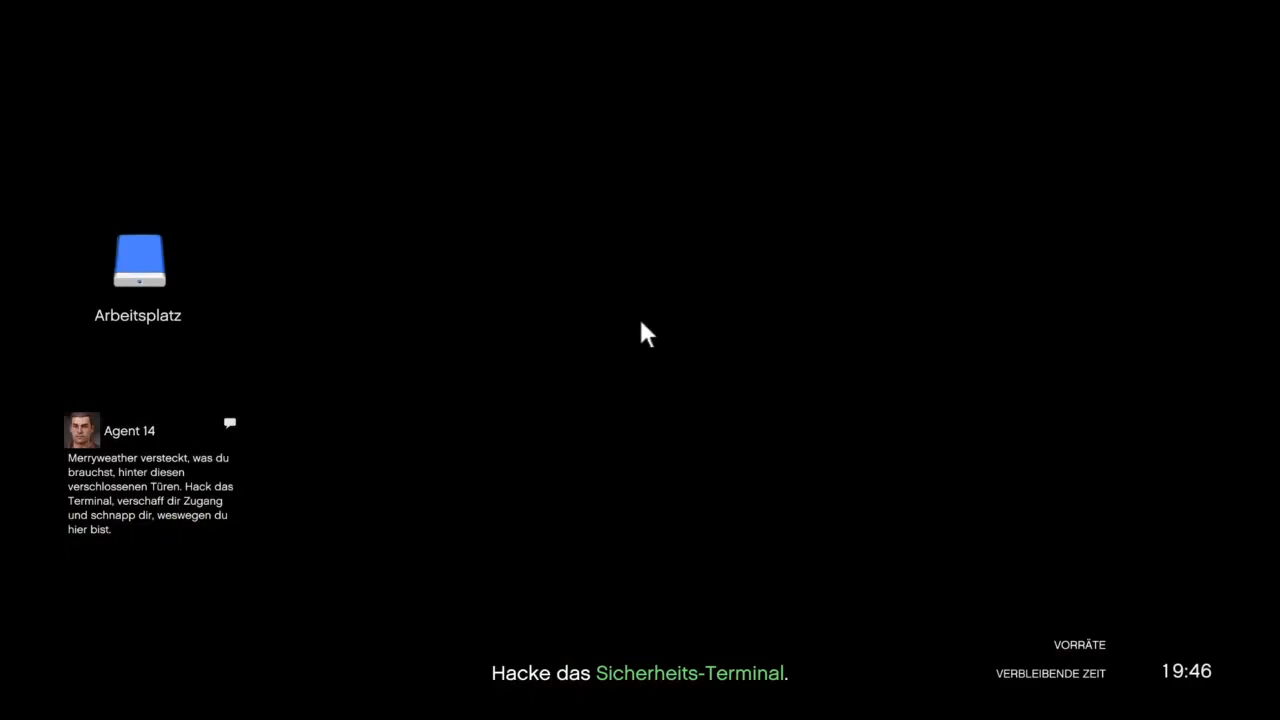 Arbeitsplatz
Agent 14
Merryweather versteckt, was du
brauchst, hinter diesen
verschlossenen Türen. Hack das
Terminal, verschaff dir Zugang
und schnapp dir, weswegen du
hier bist.
VORRÄTE
Hacke das Sicherheits-Terminal.
VERBLEIBENDE ZEIT 19:46